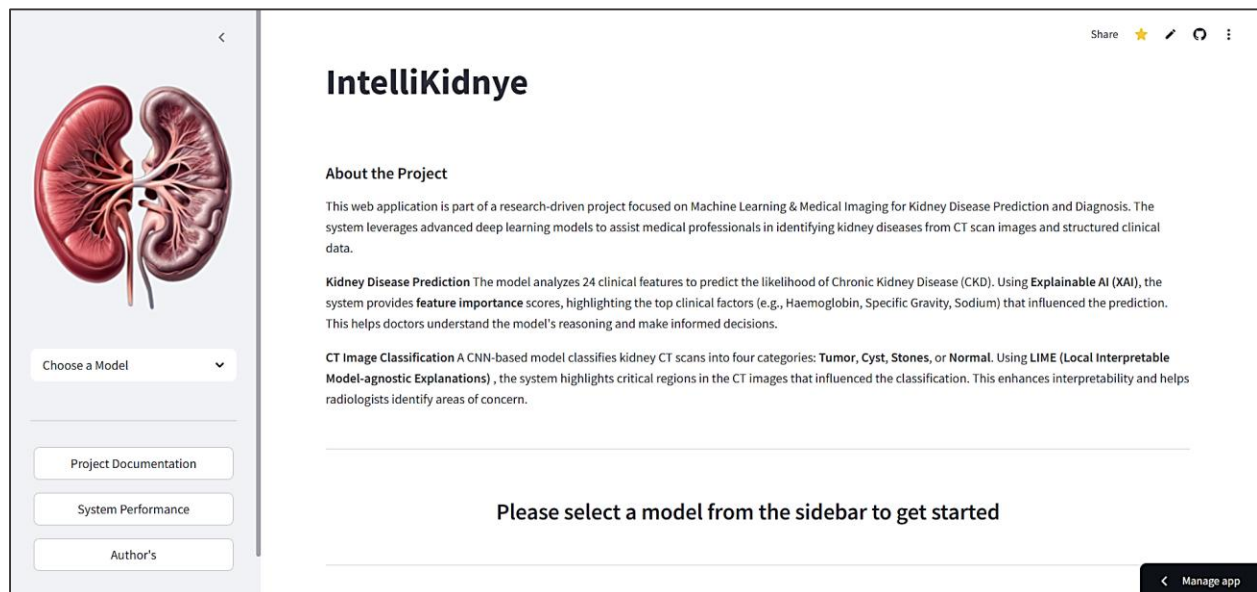 Share
IntelliKidnye
About the Project
This web application is part of a research-driven project focused on Machine Learning & Medical Imaging for Kidney Disease Prediction and Diagnosis. The
system leverages advanced deep learning models to assist medical professionals in identifying kidney diseases from CT scan images and structured clinical
data.
Kidney Disease Prediction The model analyzes 24 clinical features to predict the likelihood of Chronic Kidney Disease (CKD). Using Explainable AI (XAI), the
system provides feature importance scores, highlighting the top clinical factors (e.g., Haemoglobin, Specific Gravity, Sodium) that influenced the prediction.
This helps doctors understand the model's reasoning and make informed decisions.
CT Image Classification A CNN-based model classifies kidney CT scans into four categories: Tumor, Cyst, Stones, or Normal. Using LIME (Local Interpretable
Model-agnostic Explanations) , the system highlights critical regions in the CT images that influenced the classification. This enhances interpretability and helps
radiologists identify areas of concern.
Please select a model from the sidebar to get started
Choose a Model
Project Documentation
System Performance
Author's
Manage app